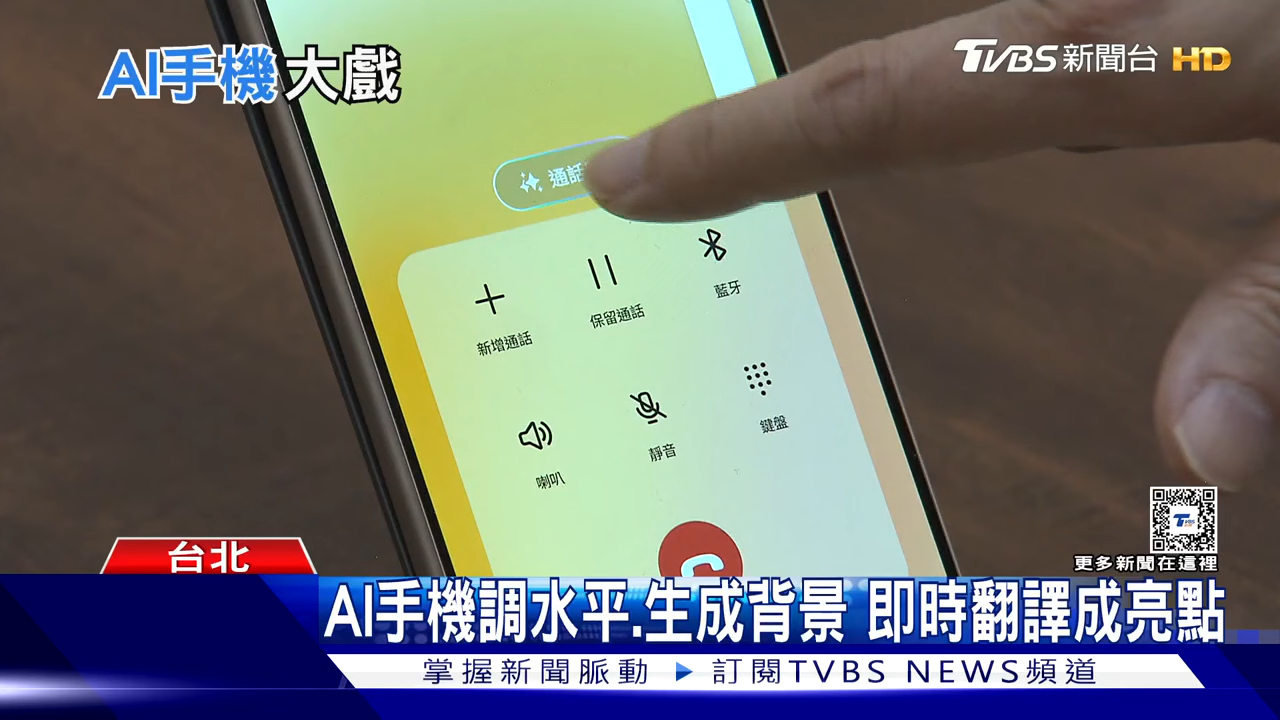 AI手機大戲
TVBS新聞台 HD
通話
新增通話
保留通話
藍牙
喇叭
靜音
鍵盤
TVBS
更多新聞在這裡
台北
AI手機調水平.生成背景 即時翻譯成亮點
掌握新聞脈動 ▶ 訂閱TVBS NEWS頻道